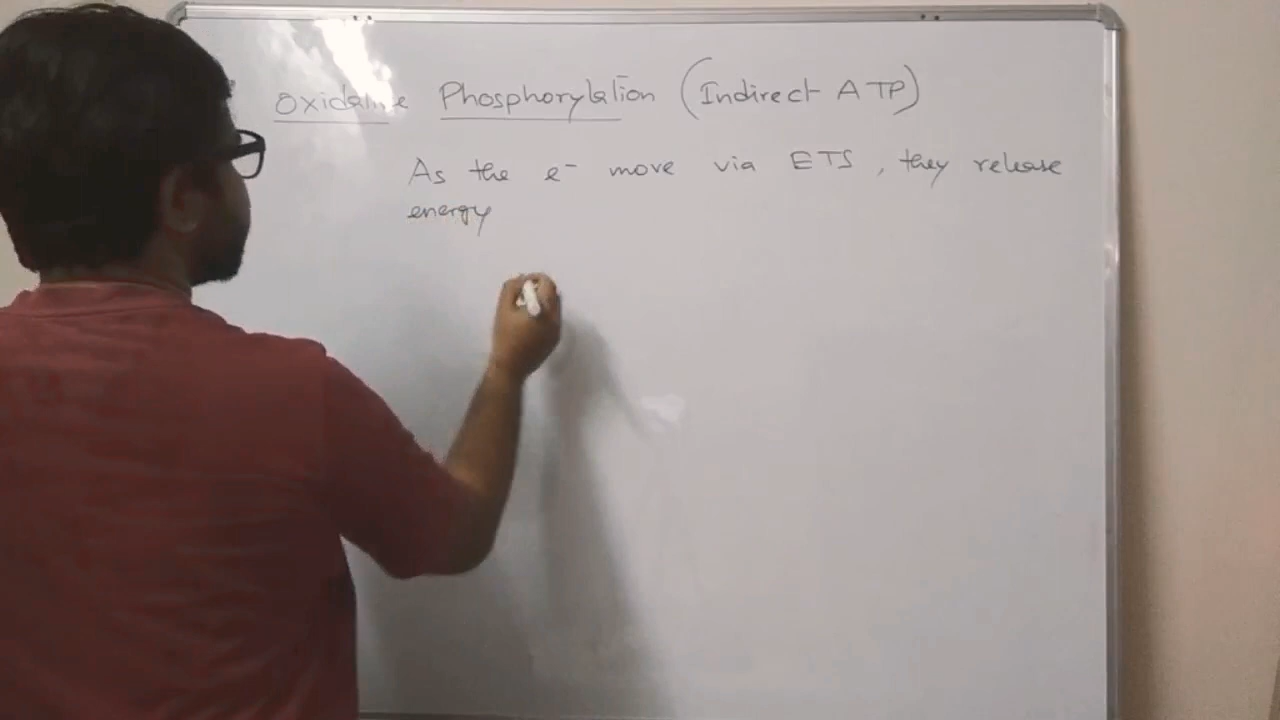 Oxidative Phosphorylation (Indirect ATP)
As the e⁻ move via ETS, they release
energy